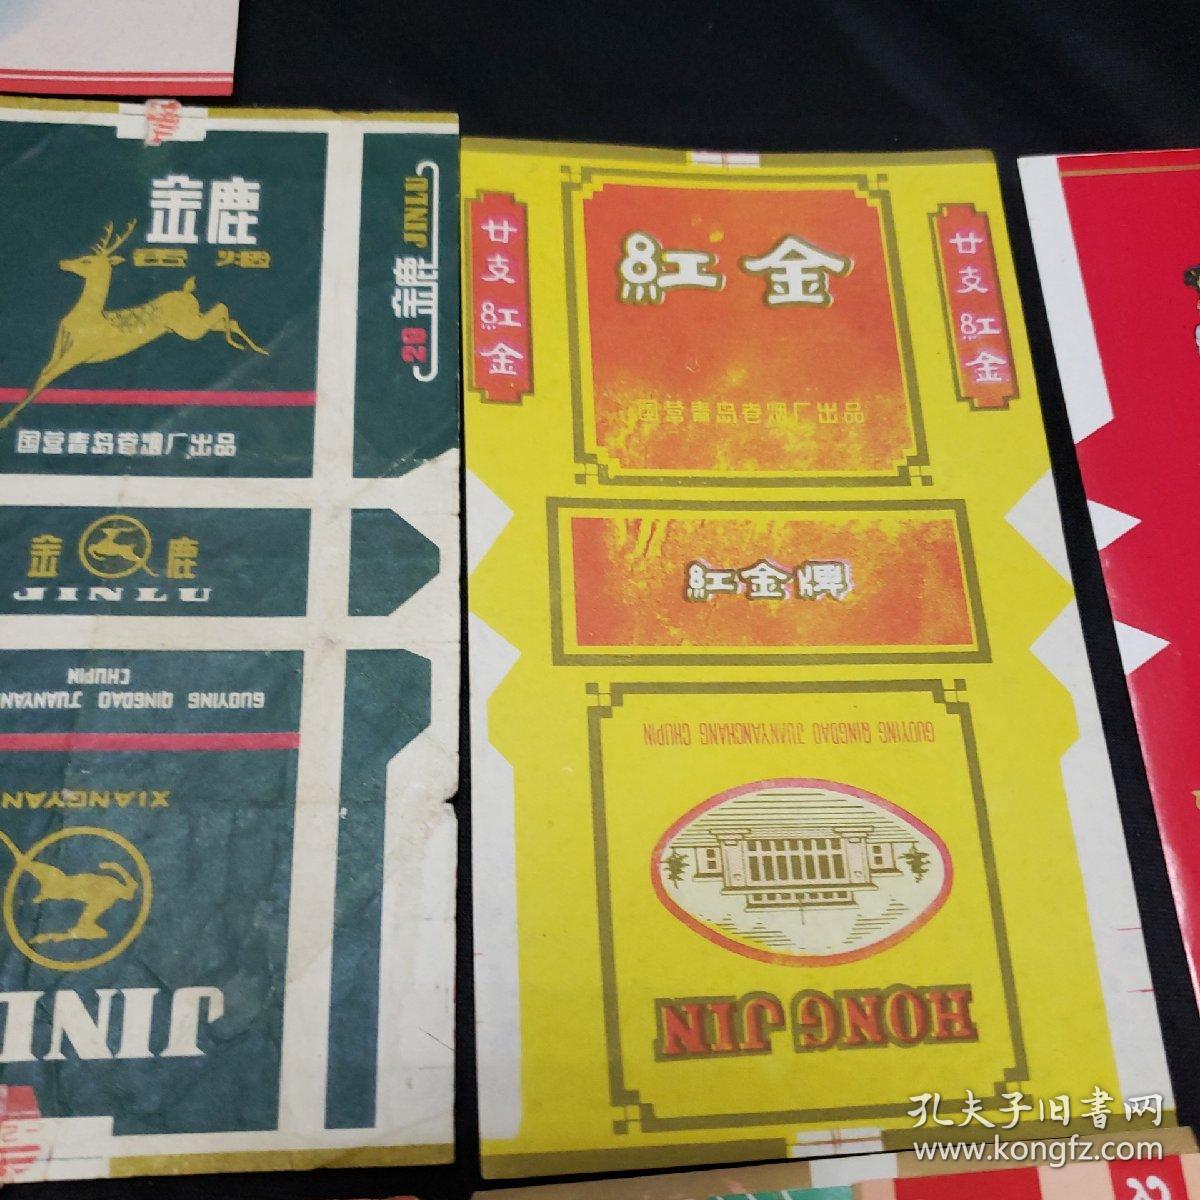 金鹿
香烟
国营青岛卷烟厂出品
20 金鹿 JINLU
金鹿
JINLU
GUOYING QINGDAO JUANYAN
CHUPIN
XIANGYAN
JINL
廿支紅金
紅金
国营青岛卷烟厂出品
廿支紅金
紅金牌
GUOYING QINGDAO JUANYANCHANG CHUPIN
HONG JIN
孔夫子旧書网
www.kongfz.com